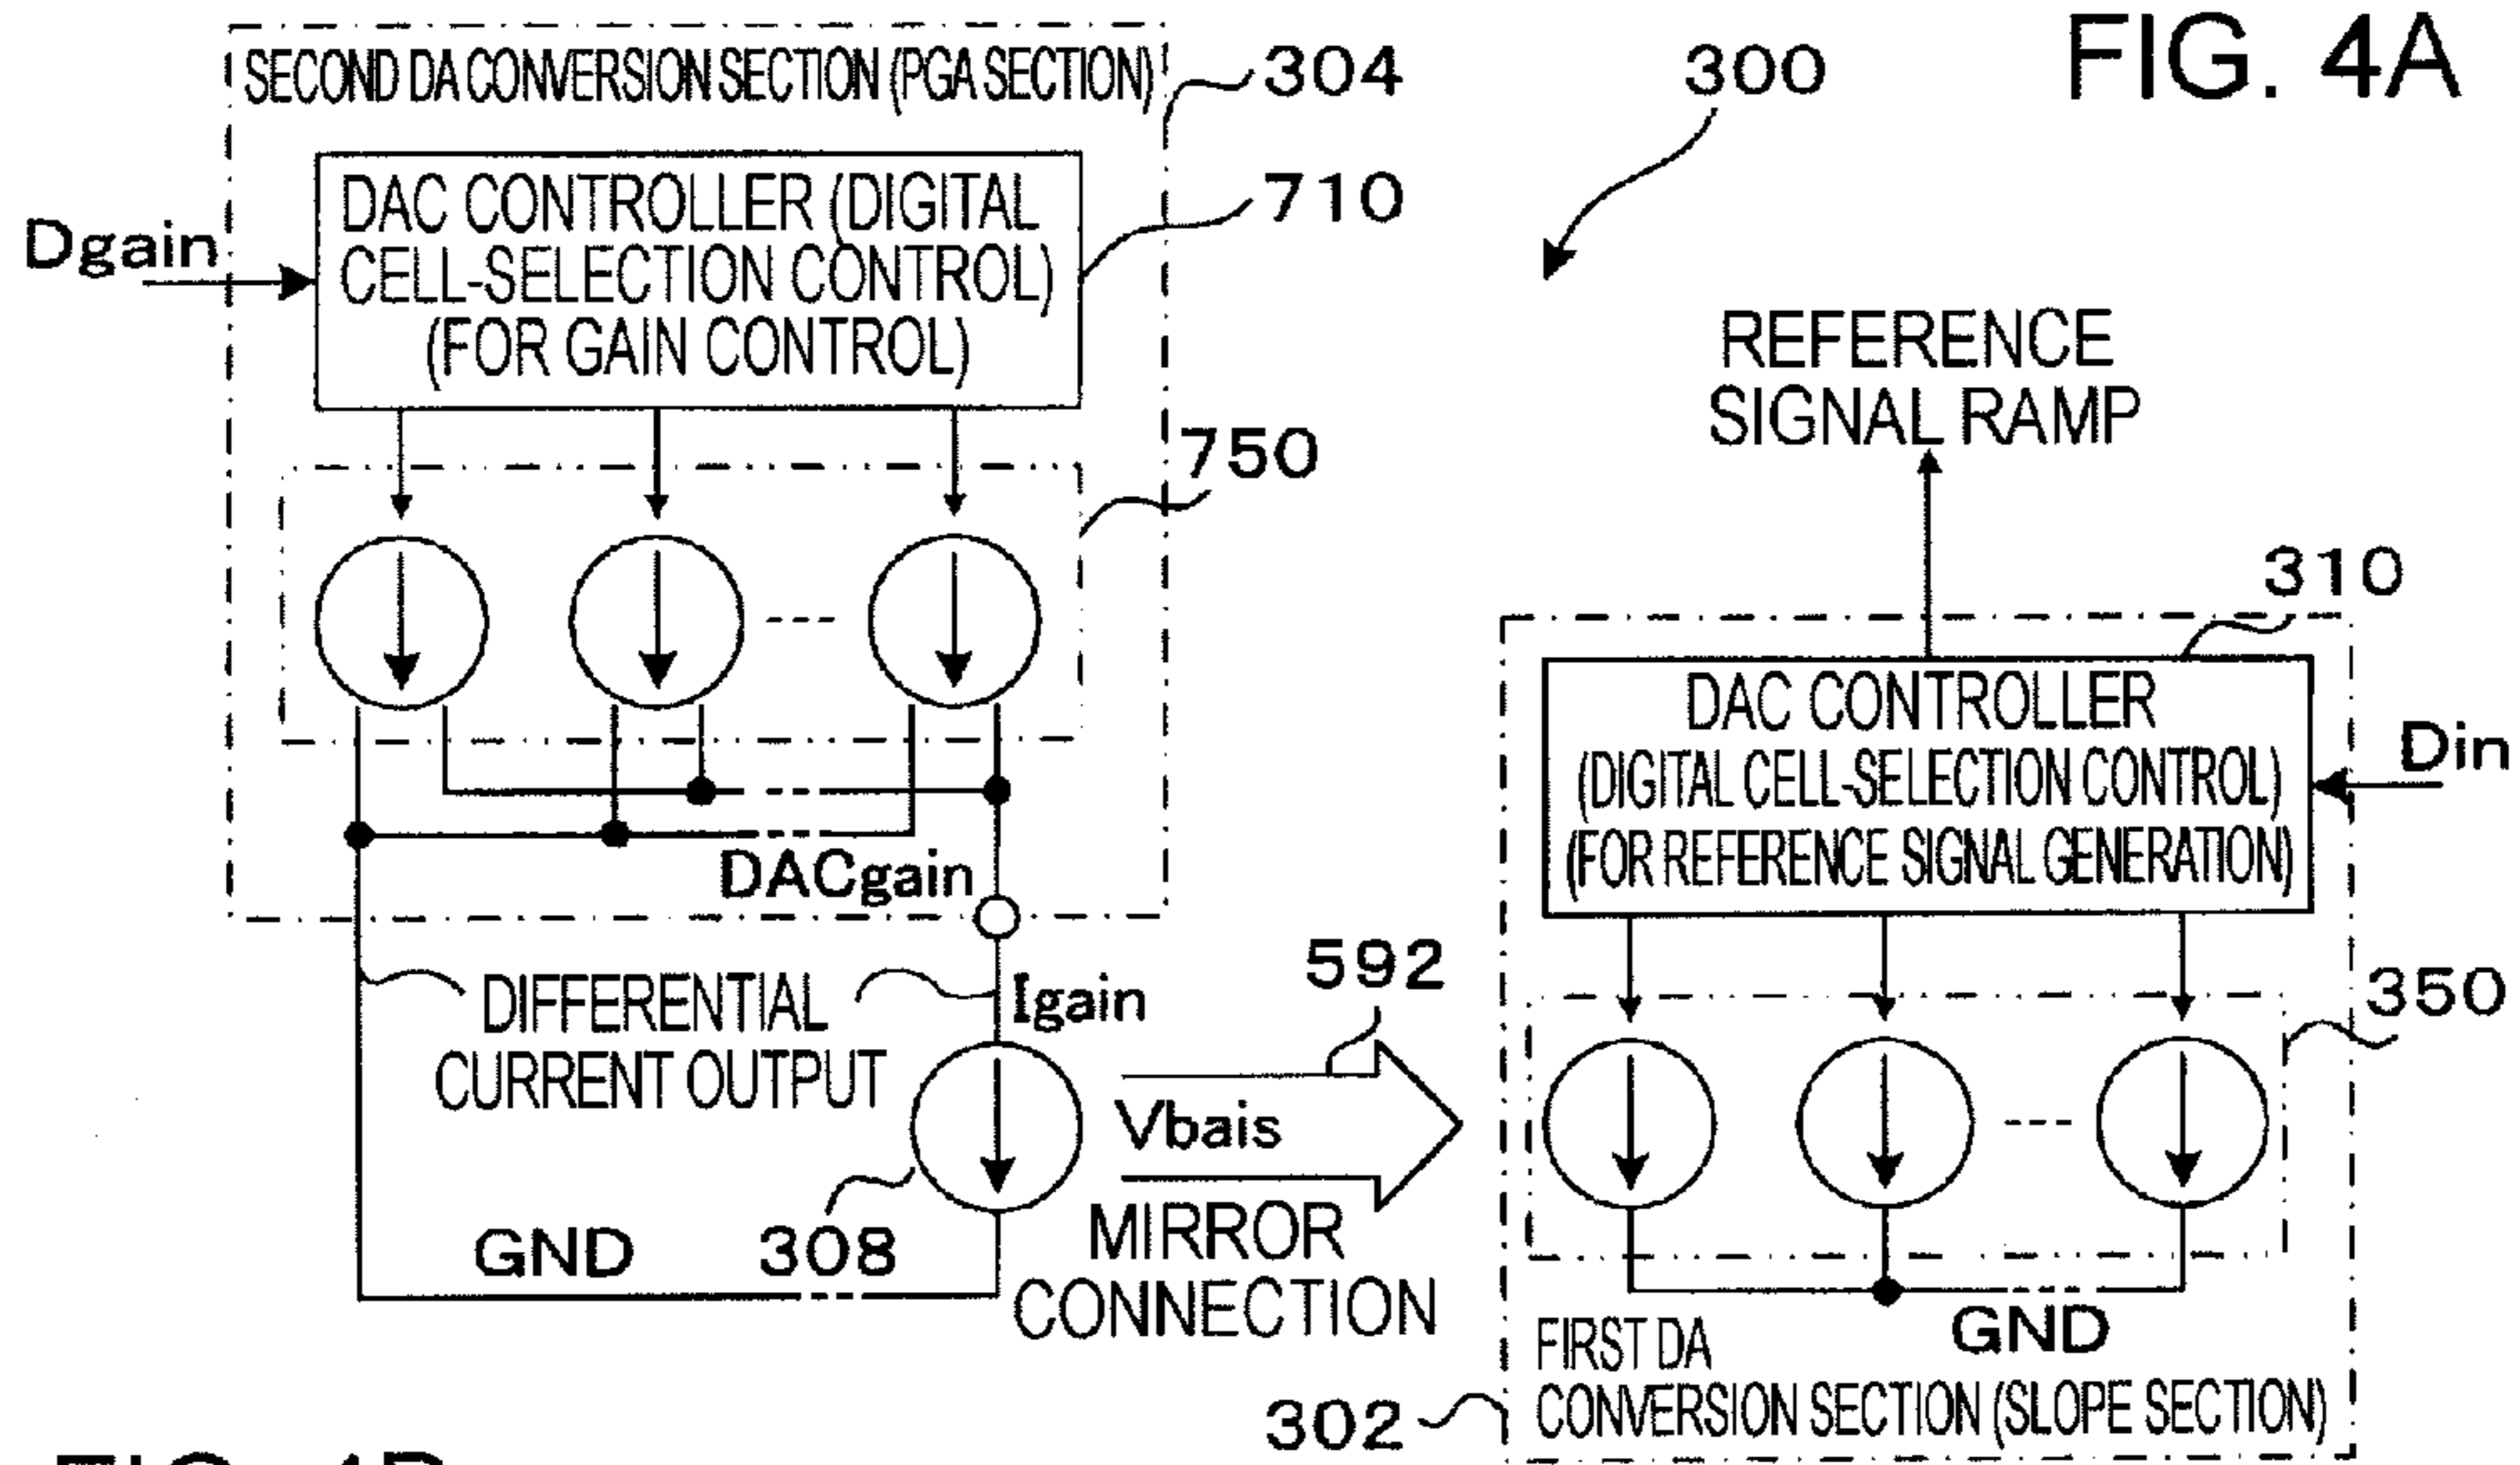 FIG. 4A
SECOND DA CONVERSION SECTION (PGA SECTION)
304
300
710
DAC CONTROLLER (DIGITAL
CELL-SELECTION CONTROL)
(FOR GAIN CONTROL)
Dgain
750
REFERENCE
SIGNAL RAMP
310
DAC CONTROLLER
(DIGITAL CELL-SELECTION CONTROL)
(FOR REFERENCE SIGNAL GENERATION)
Din
DACgain
DIFFERENTIAL
CURRENT OUTPUT
Igain
592
350
Vbais
MIRROR
CONNECTION
GND
308
GND
FIRST DA
CONVERSION SECTION (SLOPE SECTION)
302